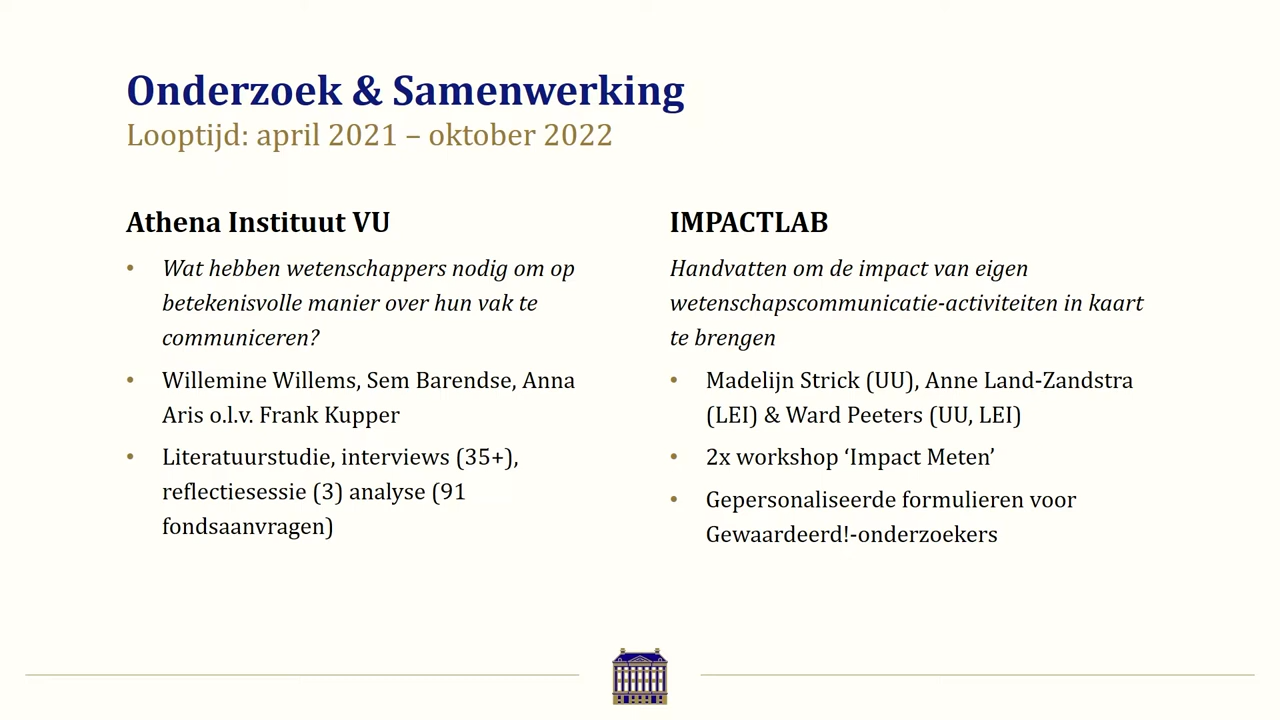 Onderzoek & Samenwerking
Looptijd: april 2021 – oktober 2022
Athena Instituut VU
• Wat hebben wetenschappers nodig om op
betekenisvolle manier over hun vak te
communiceren?
• Willemine Willems, Sem Barendse, Anna
Aris o.l.v. Frank Kupper
• Literatuurstudie, interviews (35+),
reflectiesessie (3) analyse (91
fondsaanvragen)
IMPACTLAB
Handvatten om de impact van eigen
wetenschapscommunicatie-activiteiten in kaart
te brengen
• Madelijn Strick (UU), Anne Land-Zandstra
(LEI) & Ward Peeters (UU, LEI)
• 2x workshop ‘Impact Meten’
• Gepersonaliseerde formulieren voor
Gewaardeerd!-onderzoekers